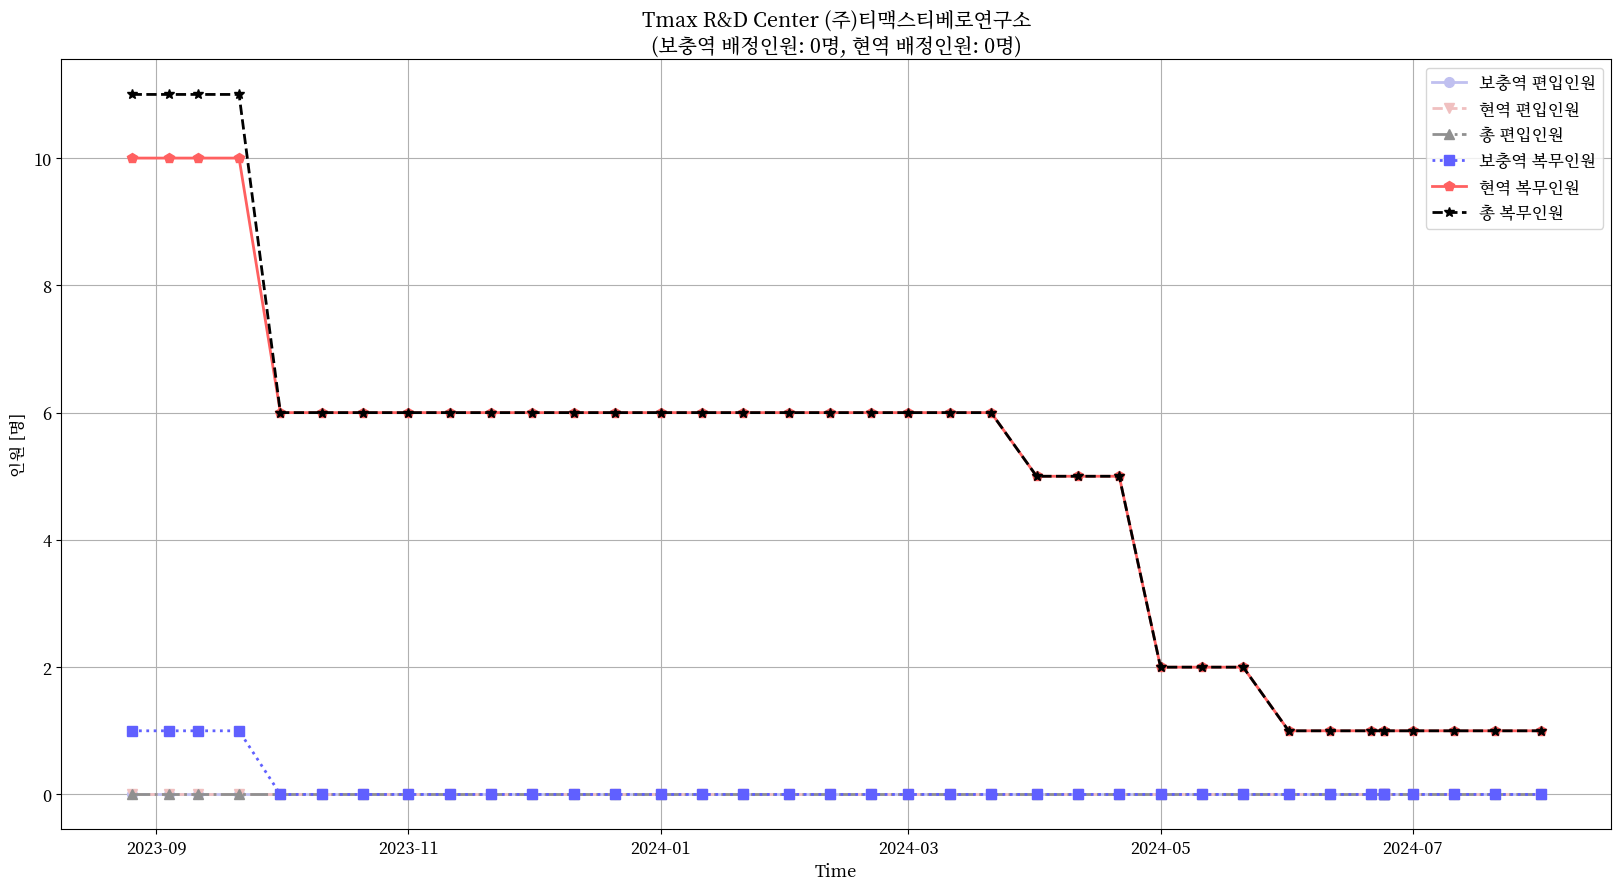 Tmax R&D Center (주)티맥스티베로연구소
(보충역 배정인원: 0명, 현역 배정인원: 0명)
보충역 편입인원
현역 편입인원
총 편입인원
보충역 복무인원
현역 복무인원
총 복무인원
인원 [명]
10
8
6
4
2
0
2023-09
2023-11
2024-01
2024-03
2024-05
2024-07
Time